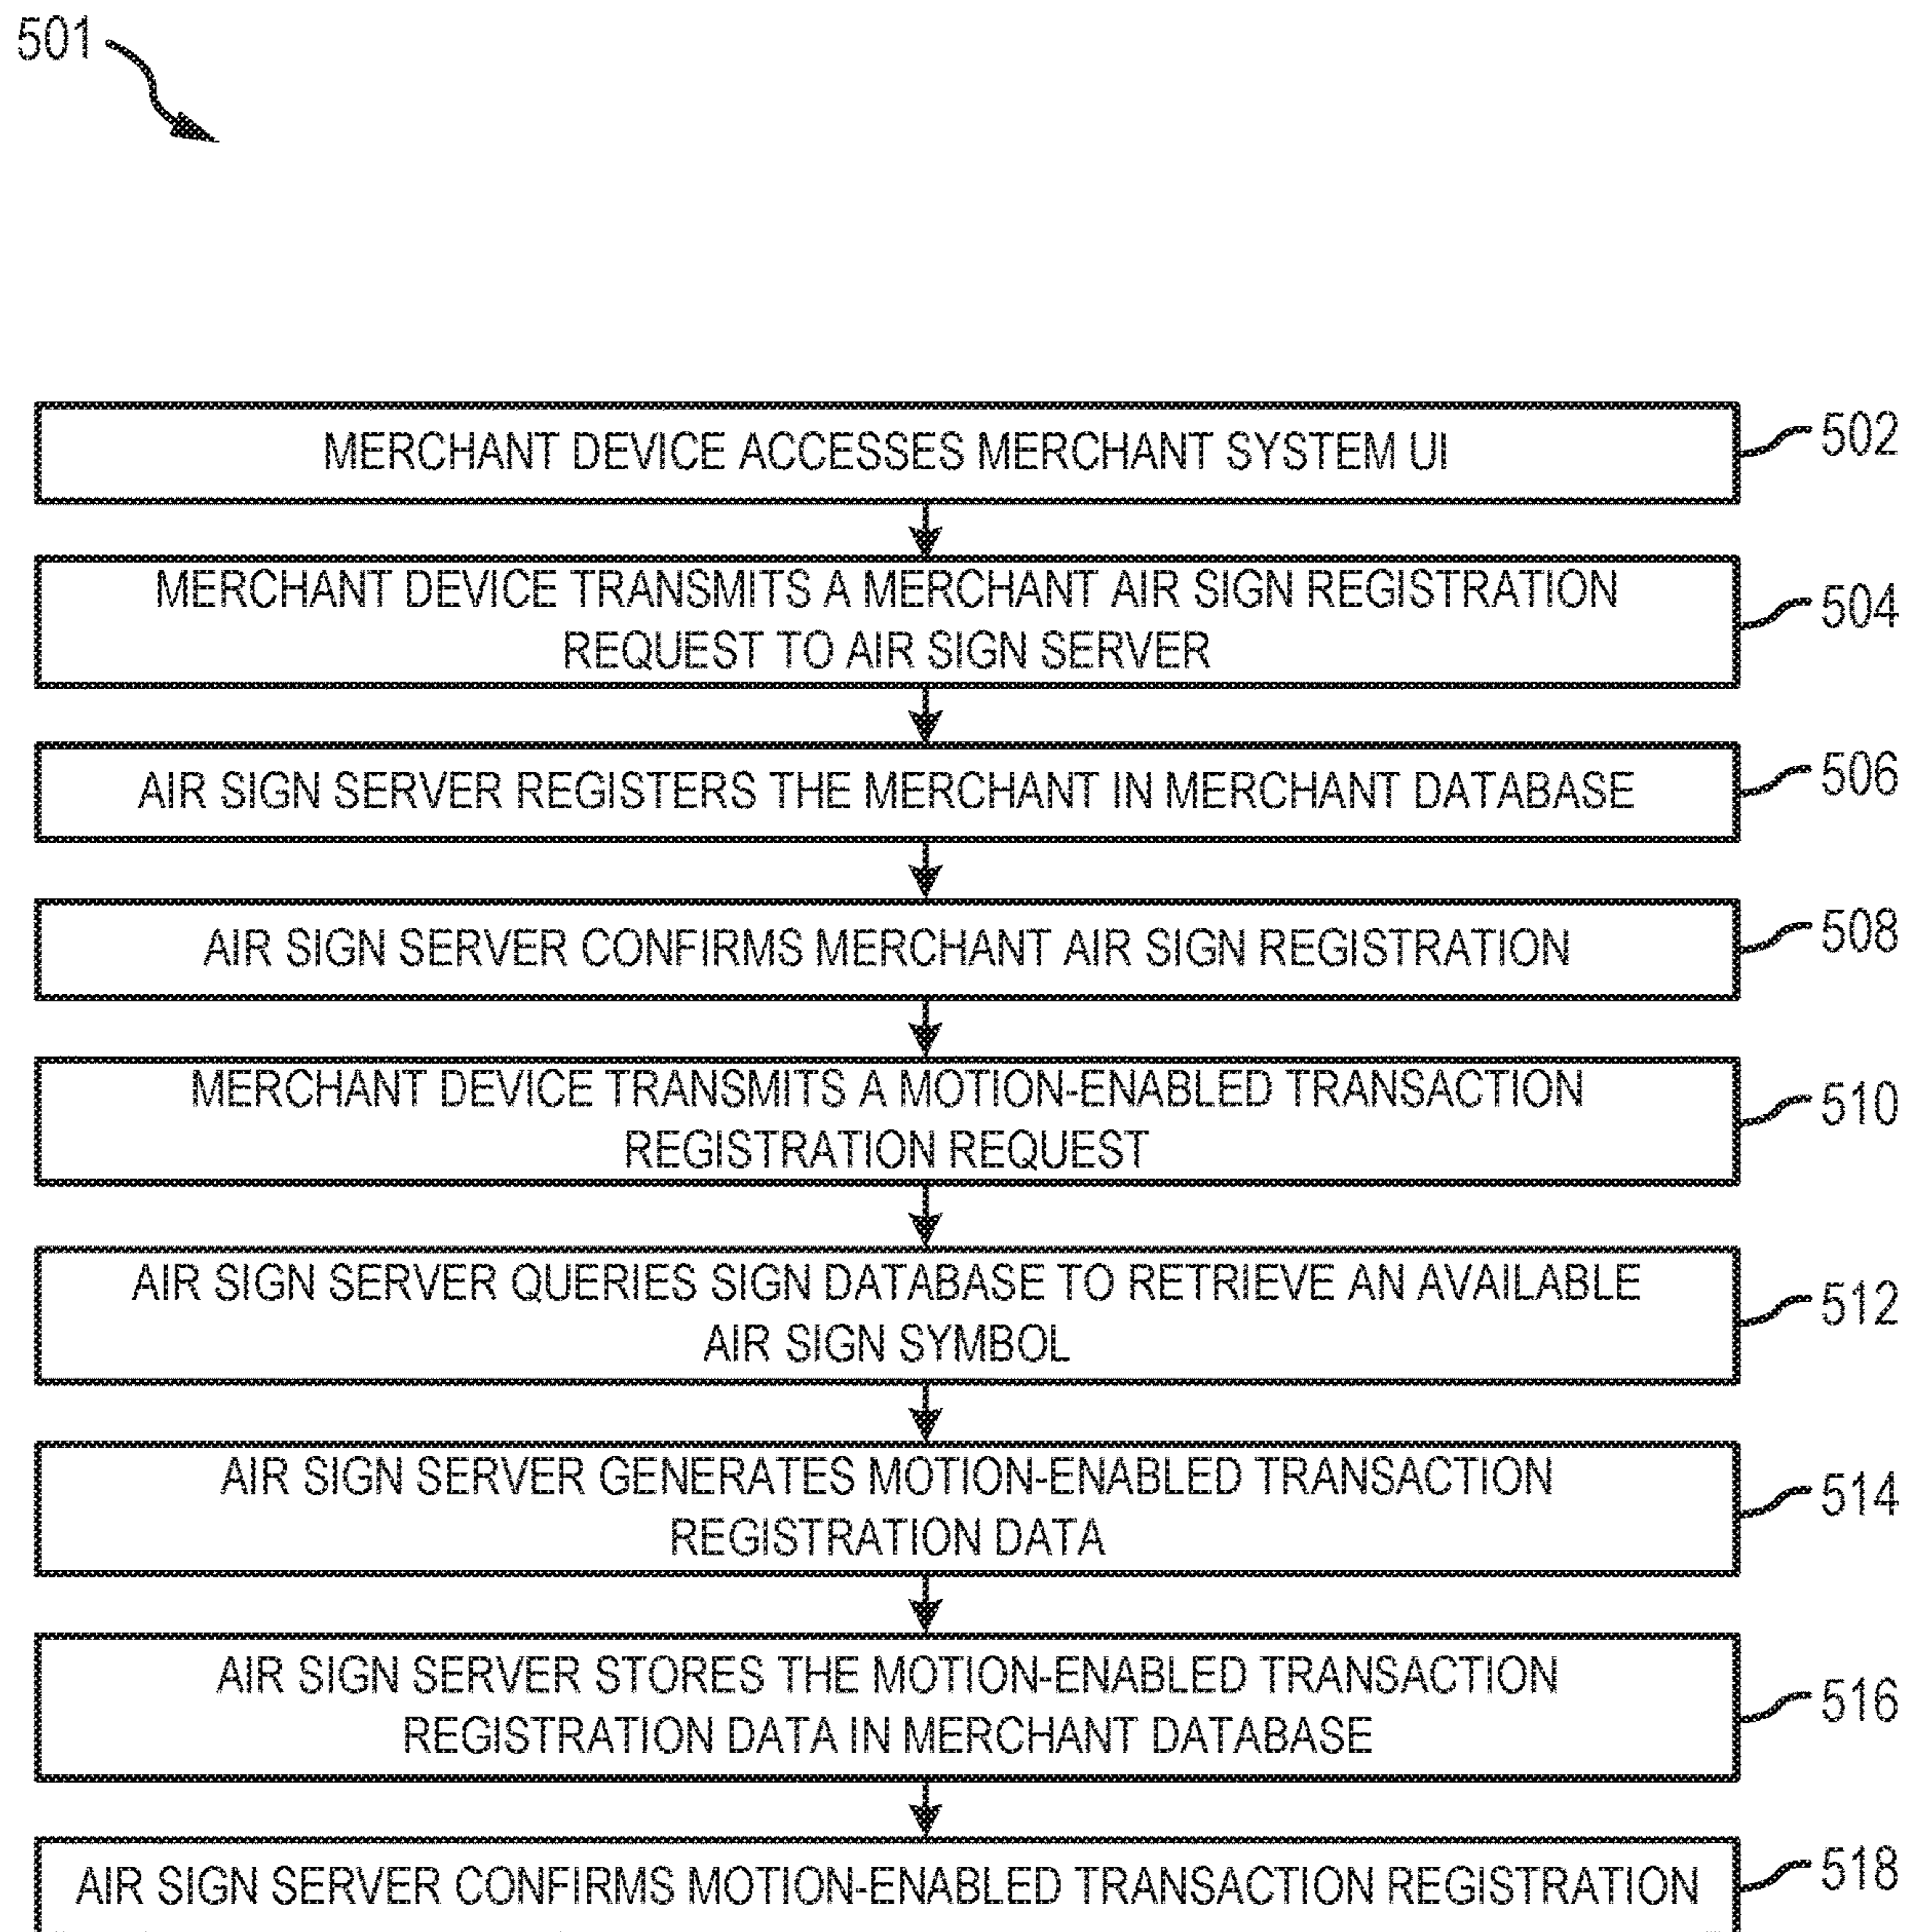 501
MERCHANT DEVICE ACCESSES MERCHANT SYSTEM UI
502
MERCHANT DEVICE TRANSMITS A MERCHANT AIR SIGN REGISTRATION
REQUEST TO AIR SIGN SERVER
504
AIR SIGN SERVER REGISTERS THE MERCHANT IN MERCHANT DATABASE
506
AIR SIGN SERVER CONFIRMS MERCHANT AIR SIGN REGISTRATION
508
MERCHANT DEVICE TRANSMITS A MOTION-ENABLED TRANSACTION
REGISTRATION REQUEST
510
AIR SIGN SERVER QUERIES SIGN DATABASE TO RETRIEVE AN AVAILABLE
AIR SIGN SYMBOL
512
AIR SIGN SERVER GENERATES MOTION-ENABLED TRANSACTION
REGISTRATION DATA
514
AIR SIGN SERVER STORES THE MOTION-ENABLED TRANSACTION
REGISTRATION DATA IN MERCHANT DATABASE
516
AIR SIGN SERVER CONFIRMS MOTION-ENABLED TRANSACTION REGISTRATION
518